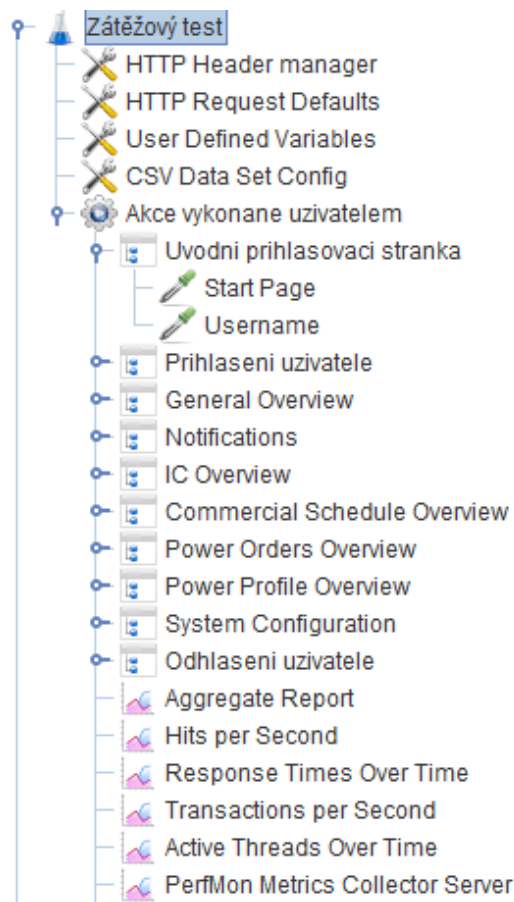 Zátěžový test
HTTP Header manager
HTTP Request Defaults
User Defined Variables
CSV Data Set Config
Akce vykonane uzivatelem
Uvodni prihlasovaci stranka
Start Page
Username
Prihlaseni uzivatele
General Overview
Notifications
IC Overview
Commercial Schedule Overview
Power Orders Overview
Power Profile Overview
System Configuration
Odhlaseni uzivatele
Aggregate Report
Hits per Second
Response Times Over Time
Transactions per Second
Active Threads Over Time
PerfMon Metrics Collector Server